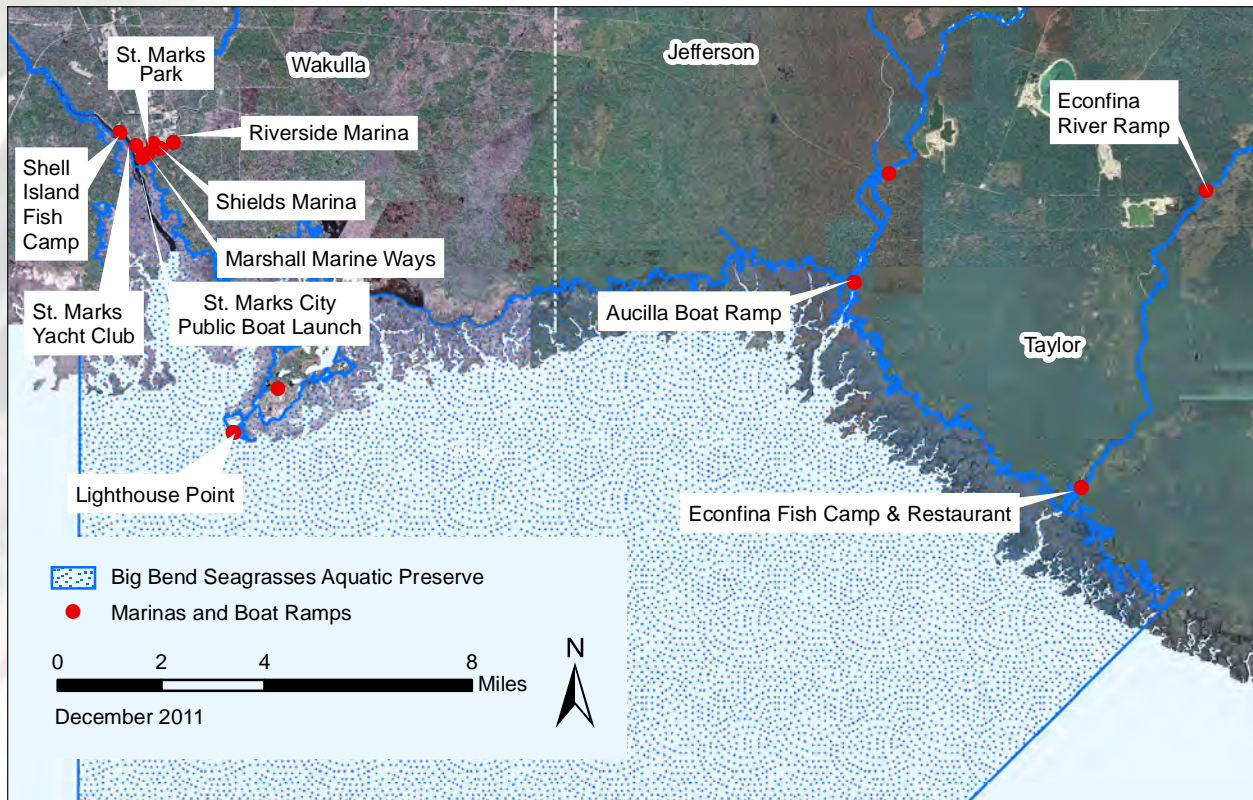 St. Marks
Park
Wakulla
Jefferson
Riverside Marina
Econfina
River Ramp
Shell
Island
Fish
Camp
Shields Marina
Marshall Marine Ways
St. Marks
Yacht Club
St. Marks City
Public Boat Launch
Aucilla Boat Ramp
Taylor
Lighthouse Point
Econfina Fish Camp & Restaurant
Big Bend Seagrasses Aquatic Preserve
Marinas and Boat Ramps
0 2 4 8
Miles
N
December 2011